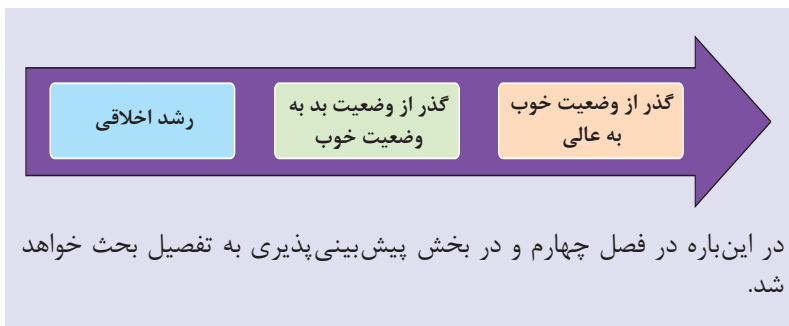 رشد اخلاقی
گذر از وضعیت بد به
وضعیت خوب
گذر از وضعیت خوب
به عالی
در این‌باره در فصل چهارم و در بخش پیش‌بینی‌پذیری به تفصیل بحث خواهد
شد.